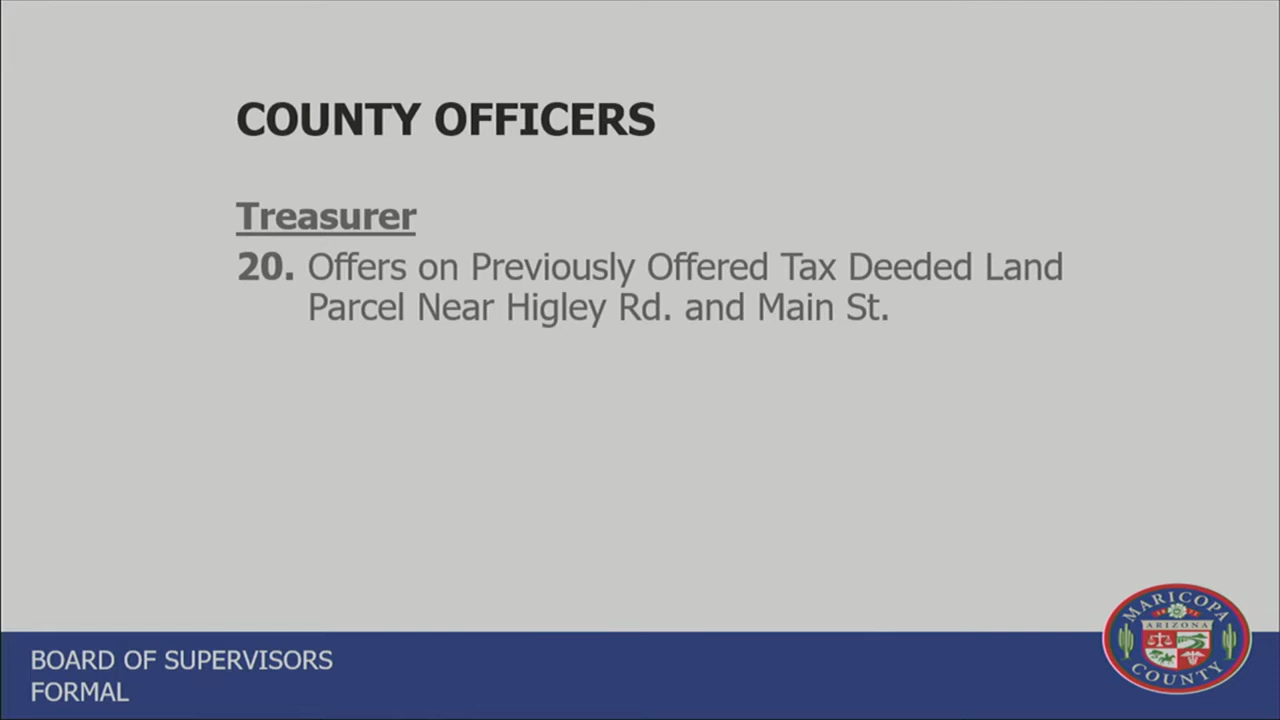 COUNTY OFFICERS
Treasurer
20. Offers on Previously Offered Tax Deeded Land
Parcel Near Higley Rd. and Main St.
BOARD OF SUPERVISORS
FORMAL
MARICOPA
ARIZONA
COUNTY